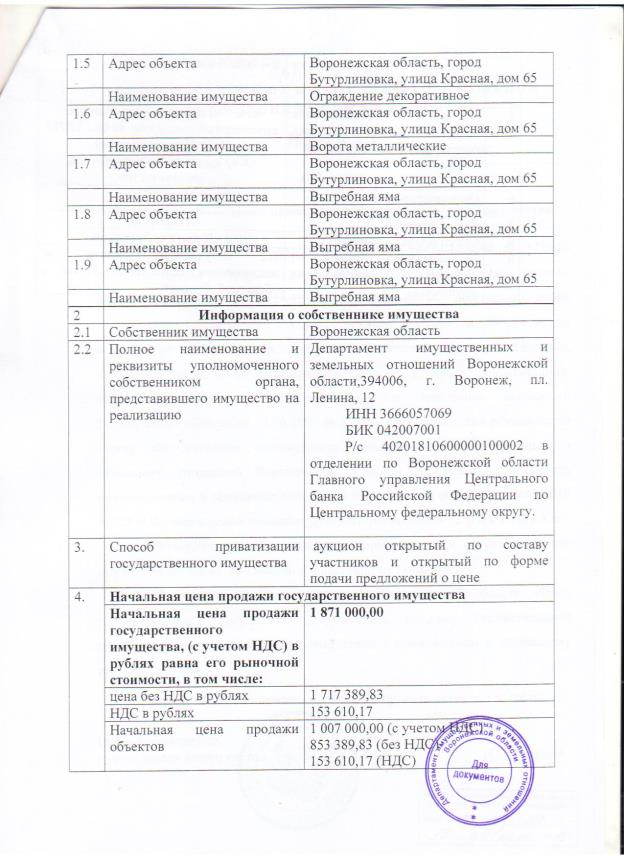 1.5 Адрес объекта Воронежская область, город
Бутурлиновка, улица Красная, дом 65
Наименование имущества Ограждение декоративное
1.6 Адрес объекта Воронежская область, город
Бутурлиновка, улица Красная, дом 65
Наименование имущества Ворота металлические
1.7 Адрес объекта Воронежская область, город
Бутурлиновка, улица Красная, дом 65
Наименование имущества Выгребная яма
1.8 Адрес объекта Воронежская область, город
Бутурлиновка, улица Красная, дом 65
Наименование имущества Выгребная яма
1.9 Адрес объекта Воронежская область, город
Бутурлиновка, улица Красная, дом 65
Наименование имущества Выгребная яма
2 Информация о собственнике имущества
2.1 Собственник имущества Воронежская область
2.2 Полное наименование и
реквизиты уполномоченного
собственником органа,
представившего имущество на
реализацию
Департамент имущественных и
земельных отношений Воронежской
области,394006, г. Воронеж, пл.
Ленина, 12
ИНН 3666057069
БИК 042007001
Р/с 40201810600000100002 в
отделении по Воронежской области
Главного управления Центрального
банка Российской Федерации по
Центральному федеральному округу.
3. Способ приватизации
государственного имущества
аукцион открытый по составу
участников и открытый по форме
подачи предложений о цене
4. Начальная цена продажи государственного имущества
Начальная цена продажи
государственного
имущества, (с учетом НДС) в
рублях равна его рыночной
стоимости, в том числе:
1 871 000,00
цена без НДС в рублях 1 717 389,83
НДС в рублях 153 610,17
Начальная цена продажи
объектов
1 007 000,00 (с учетом НДС)
853 389,83 (без НДС)
153 610,17 (НДС)
Департамент имущественных и земельных отношений
Воронежской области
Для
документов